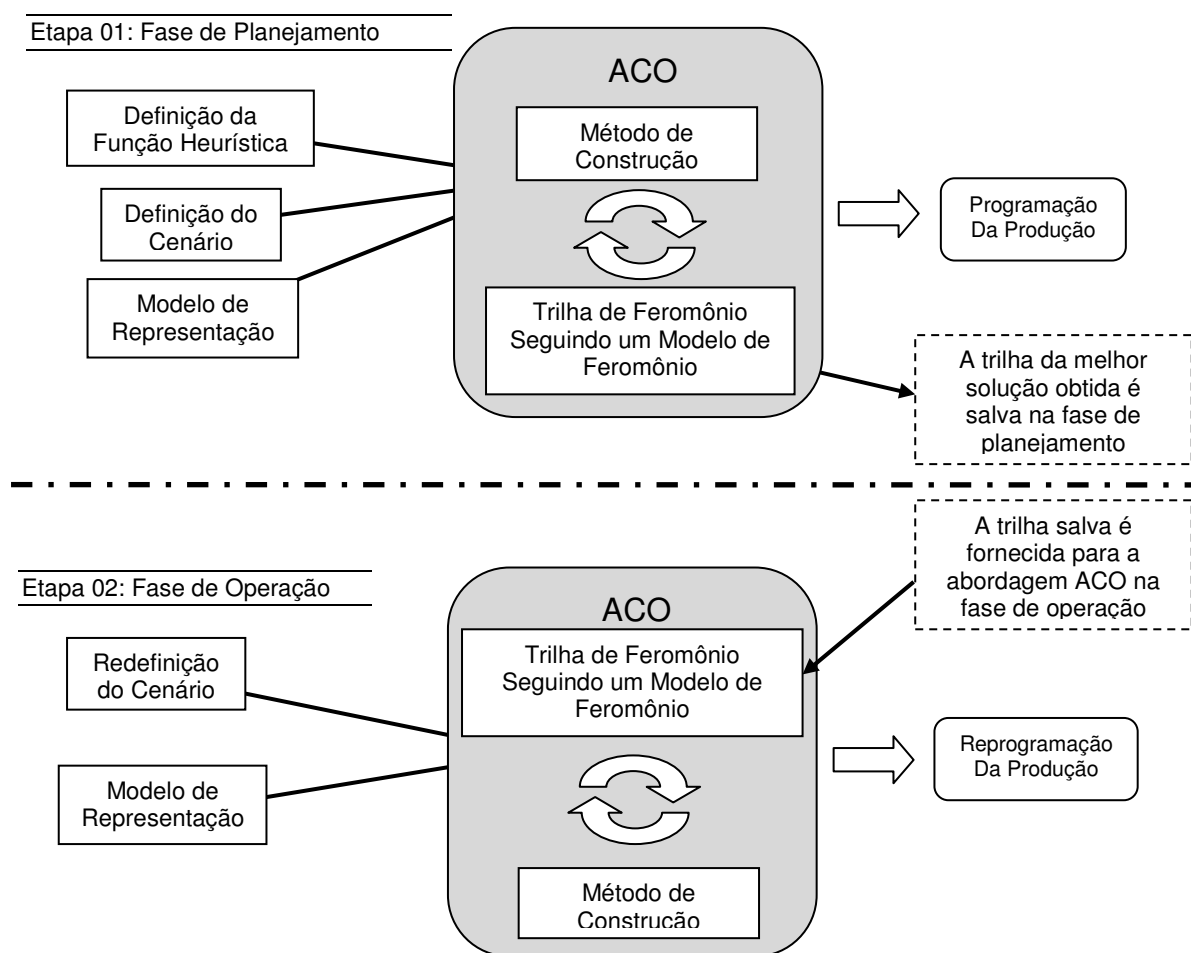 Etapa 01: Fase de Planejamento
ACO
Definição da
Função Heurística
Método de
Construção
Definição do
Cenário
Programação
Da Produção
Modelo de
Representação
Trilha de Feromônio
Seguindo um Modelo de
Feromônio
A trilha da melhor
solução obtida é
salva na fase de
planejamento
A trilha salva é
fornecida para a
abordagem ACO na
fase de operação
Etapa 02: Fase de Operação
ACO
Redefinição
do Cenário
Trilha de Feromônio
Seguindo um Modelo de
Feromônio
Reprogramação
Da Produção
Modelo de
Representação
Método de
Construção